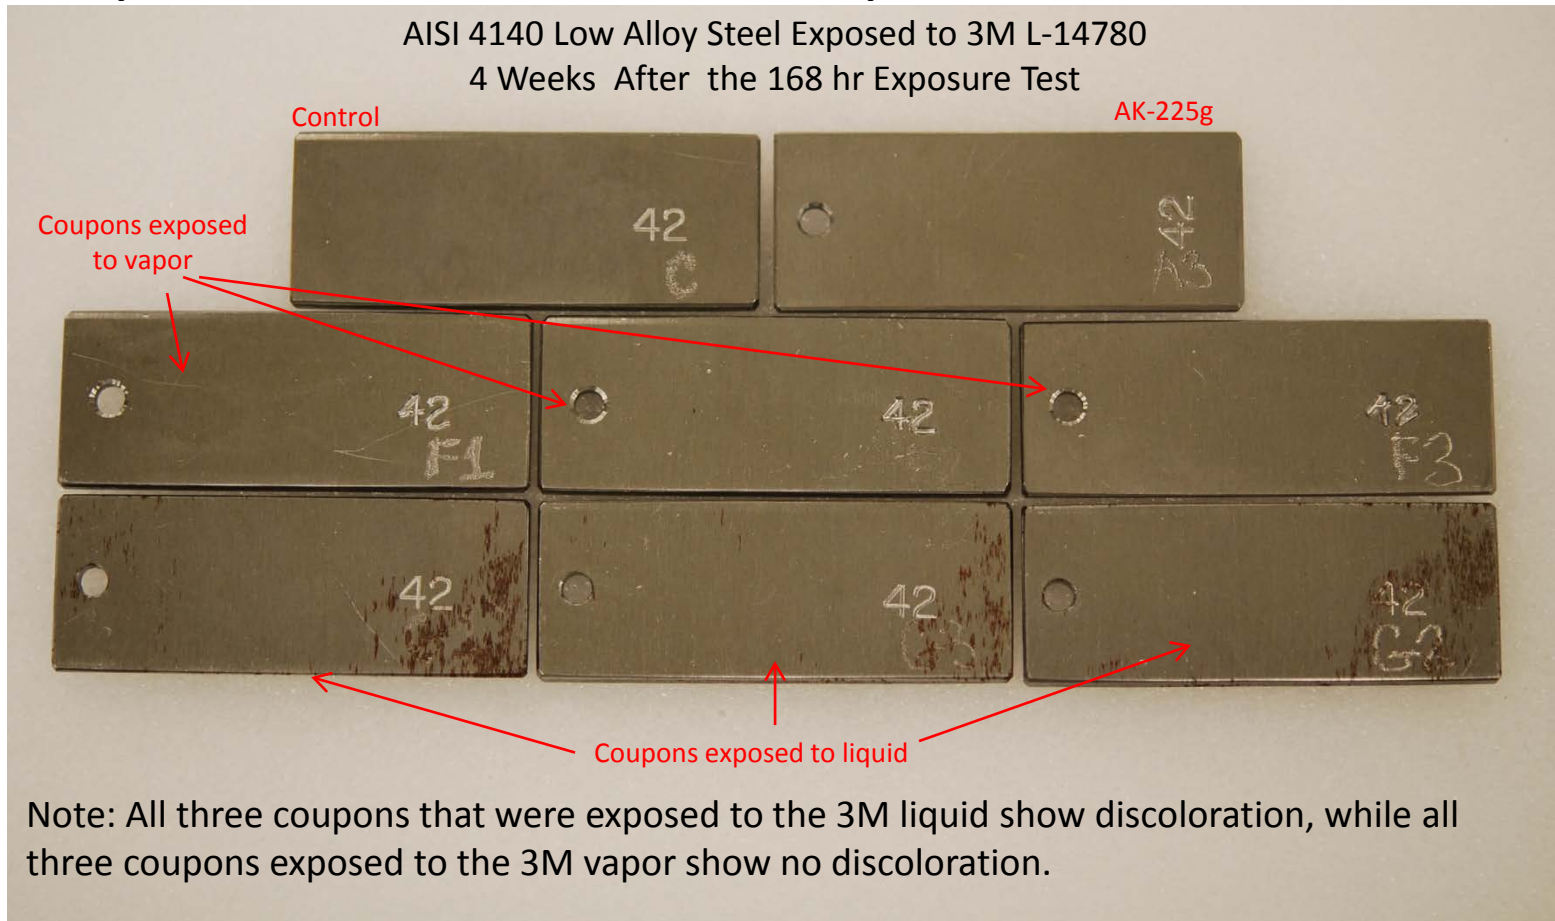 AISI 4140 Low Alloy Steel Exposed to 3M L-14780
4 Weeks After the 168 hr Exposure Test
Control
AK-225g
42
C
42
A3
Coupons exposed
to vapor
42
F1
42
42
F3
42
42
G3
42
G2
Coupons exposed to liquid
Note: All three coupons that were exposed to the 3M liquid show discoloration, while all
three coupons exposed to the 3M vapor show no discoloration.